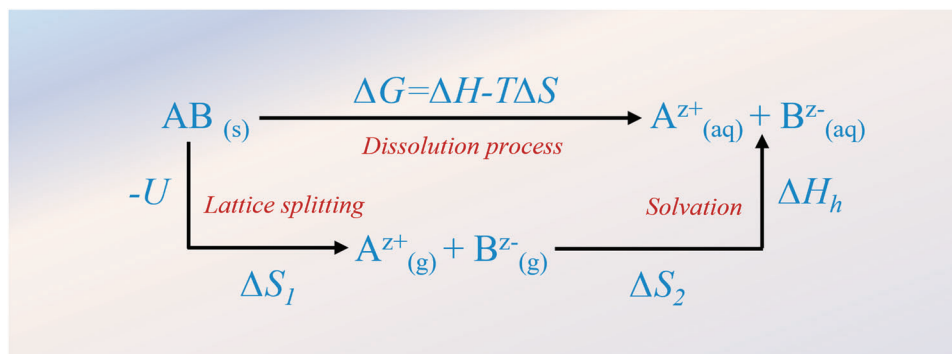 ΔG=ΔH-TΔS
AB (s)
A^z+ (aq) + B^z- (aq)
Dissolution process
-U
Lattice splitting
Solvation
ΔH_h
A^z+ (g) + B^z- (g)
ΔS_1
ΔS_2